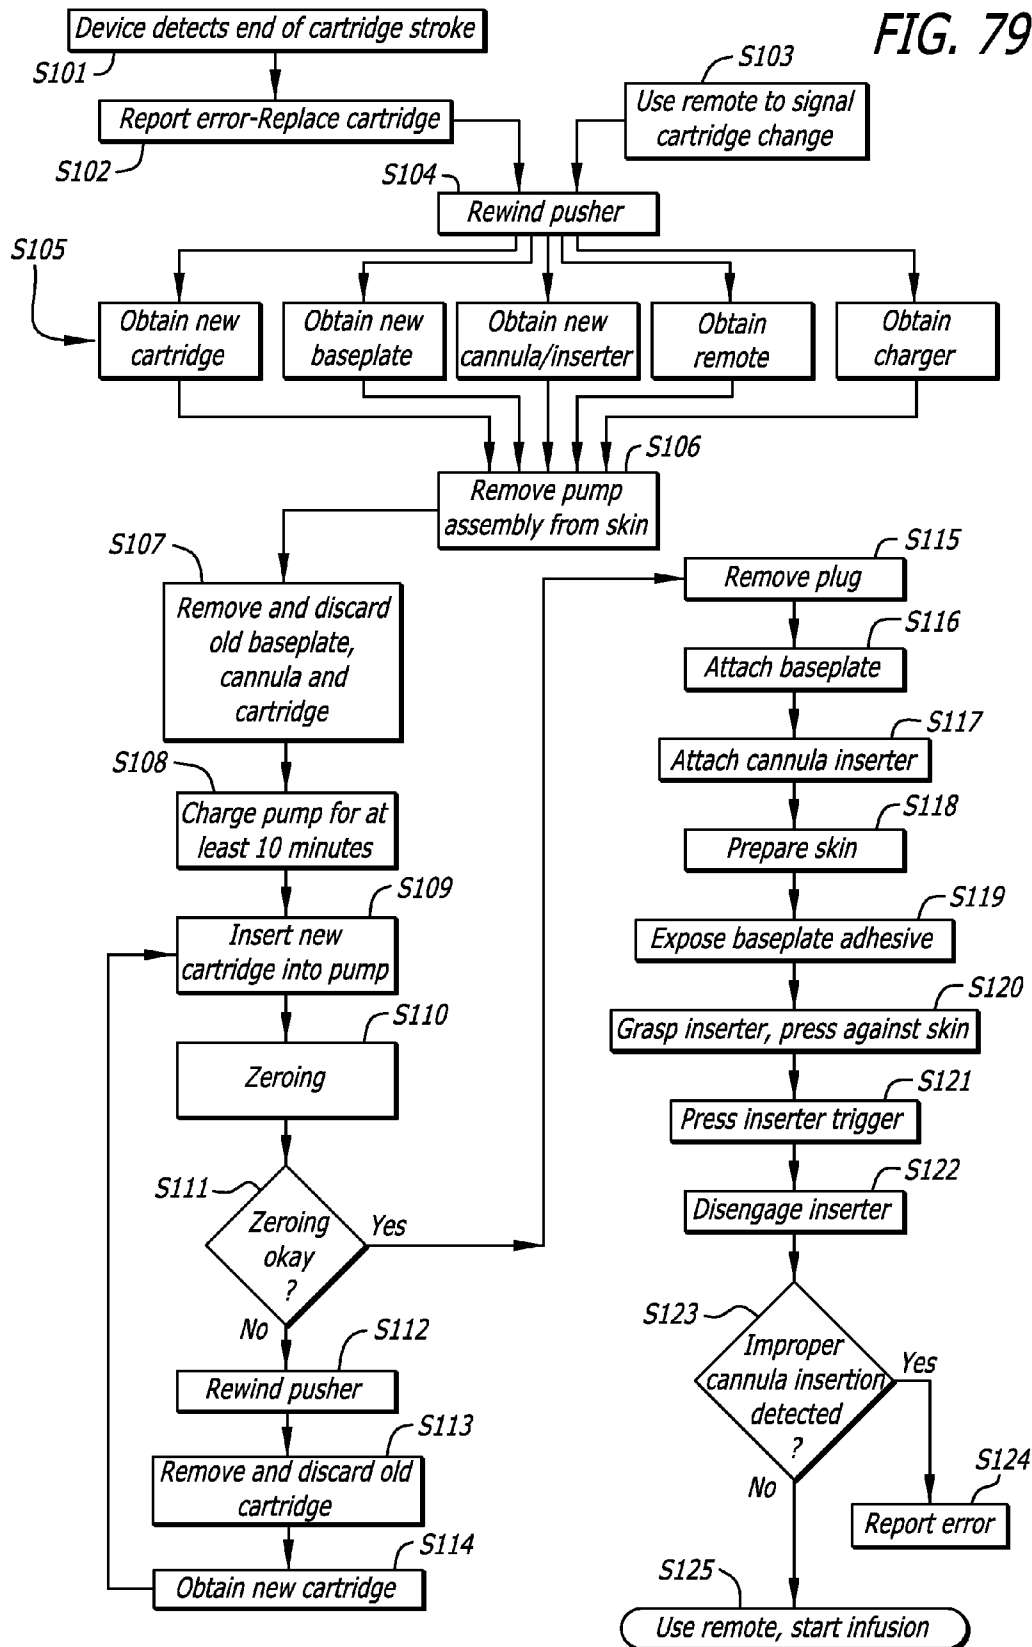 FIG. 79
Device detects end of cartridge stroke
S101
Report error-Replace cartridge
S102
S103
Use remote to signal
cartridge change
S104
Rewind pusher
S105
Obtain new
cartridge
Obtain new
baseplate
Obtain new
cannula/inserter
Obtain
remote
Obtain
charger
S106
Remove pump
assembly from skin
S107
Remove and discard
old baseplate,
cannula and
cartridge
S108
Charge pump for at
least 10 minutes
S109
Insert new
cartridge into pump
S110
Zeroing
S111
Zeroing
okay
?
Yes
No
S112
Rewind pusher
S113
Remove and discard old
cartridge
S114
Obtain new cartridge
S115
Remove plug
S116
Attach baseplate
S117
Attach cannula inserter
S118
Prepare skin
S119
Expose baseplate adhesive
S120
Grasp inserter, press against skin
S121
Press inserter trigger
S122
Disengage inserter
S123
Improper
cannula insertion
detected
?
Yes
No
S124
Report error
S125
Use remote, start infusion